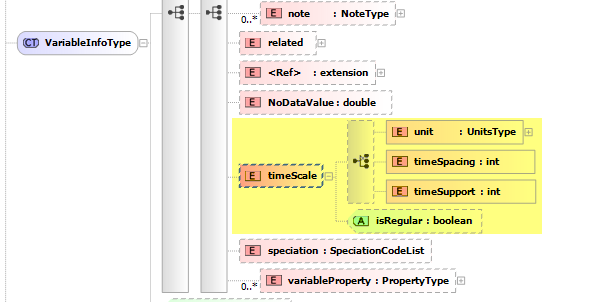 note : NoteType
0..*
related
VariableInfoType
<Ref> : extension
NoDataValue : double
unit : UnitsType
timeSpacing : int
timeScale
timeSupport : int
isRegular : boolean
speciation : SpeciationCodeList
variableProperty : PropertyType
0..*